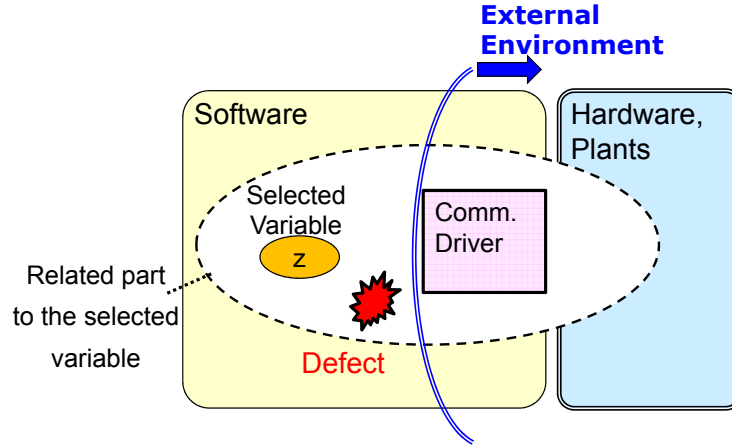 External
Environment
Software
Hardware,
Plants
Selected
Variable
z
Comm.
Driver
Related part
to the selected
variable
Defect